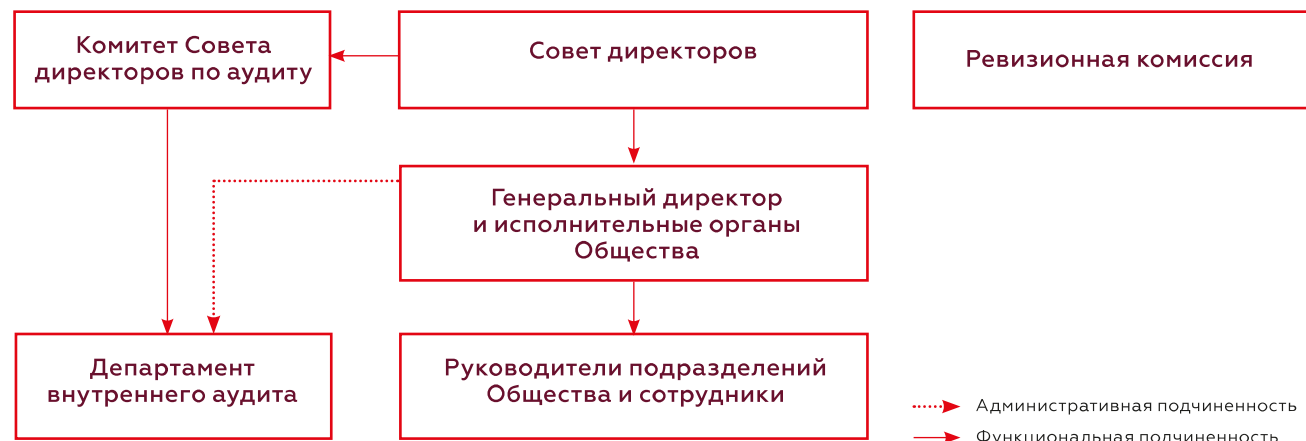 Комитет Совета
директоров по аудиту
Совет директоров
Ревизионная комиссия
Генеральный директор
и исполнительные органы
Общества
Департамент
внутреннего аудита
Руководители подразделений
Общества и сотрудники
Административная подчиненность
Функциональная подчиненность